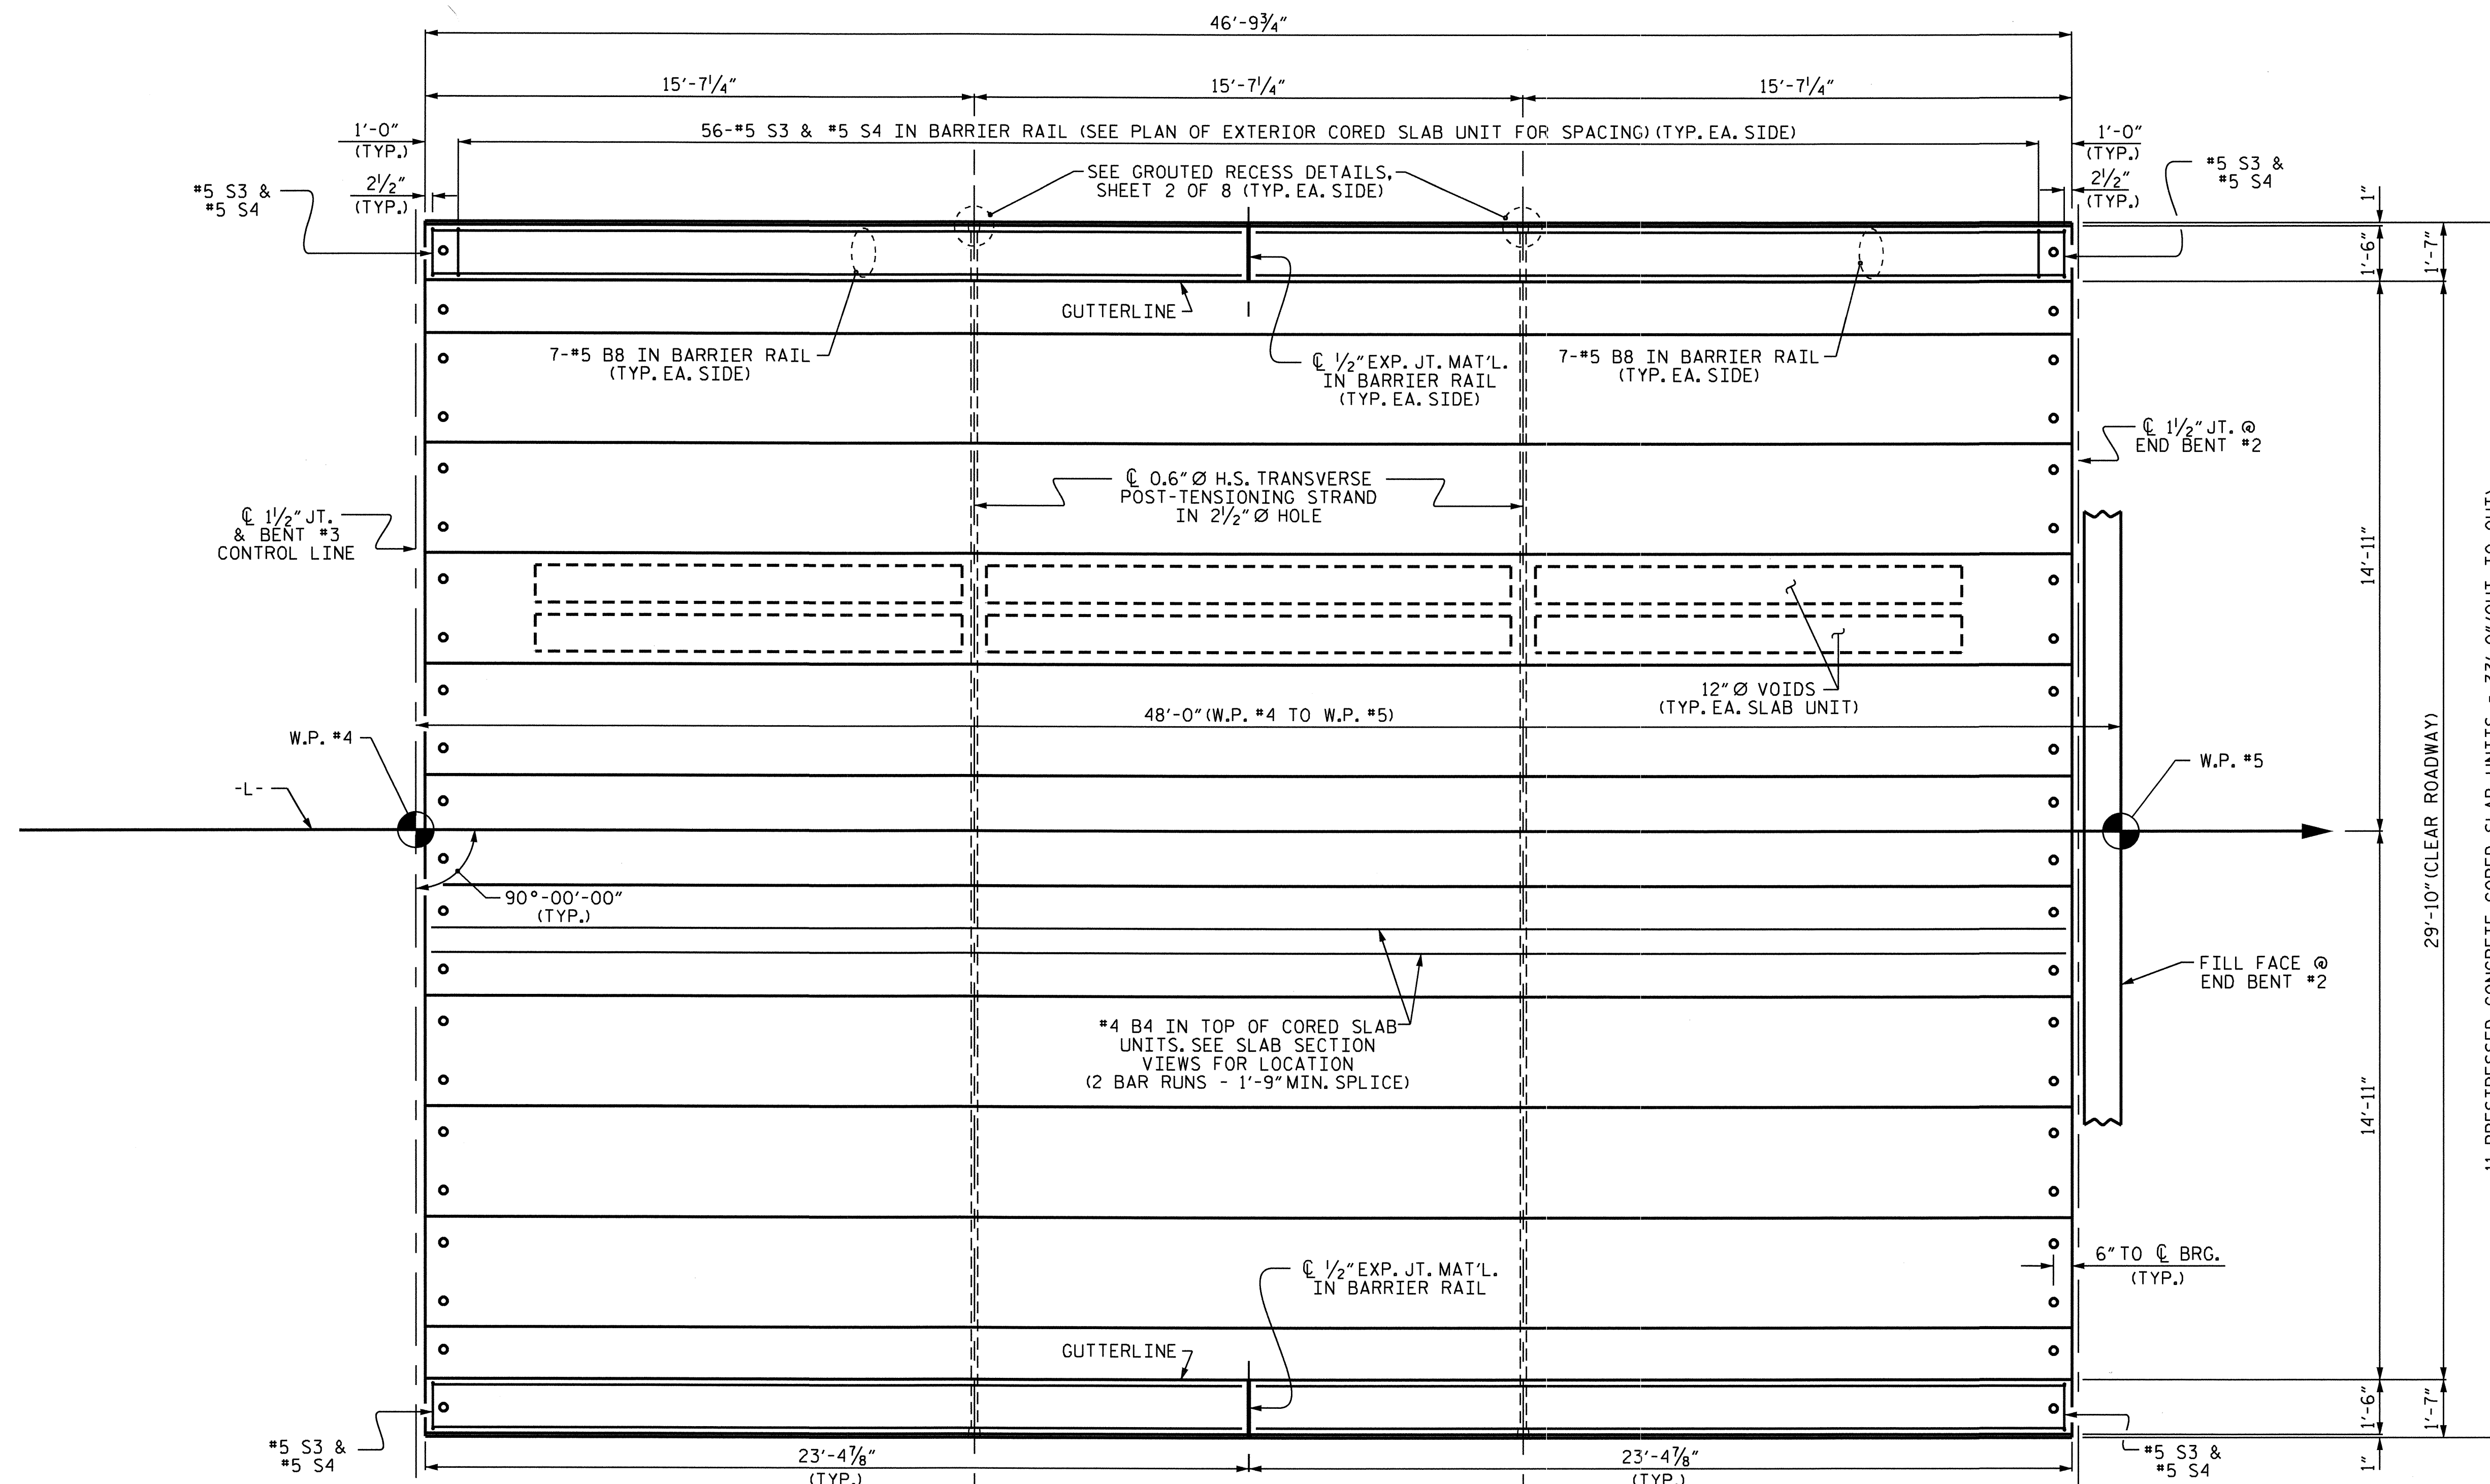 46'-9¾"
15'-7¼"
15'-7¼"
15'-7¼"
1'-0"
(TYP.)
56-#5 S3 & #5 S4 IN BARRIER RAIL (SEE PLAN OF EXTERIOR CORED SLAB UNIT FOR SPACING)(TYP. EA. SIDE)
1'-0"
(TYP.)
2½"
(TYP.)
#5 S3 &
#5 S4
SEE GROUTED RECESS DETAILS,
SHEET 2 OF 8 (TYP. EA. SIDE)
2½"
(TYP.)
#5 S3 &
#5 S4
1"
1'-6"
1'-7"
GUTTERLINE
7-#5 B8 IN BARRIER RAIL
(TYP. EA. SIDE)
℄ ½" EXP. JT. MAT'L.
IN BARRIER RAIL
(TYP. EA. SIDE)
7-#5 B8 IN BARRIER RAIL
(TYP. EA. SIDE)
℄ 1½" JT. @
END BENT #2
℄ 0.6" Ø H.S. TRANSVERSE
POST-TENSIONING STRAND
IN 2½" Ø HOLE
℄ 1½" JT.
& BENT #3
CONTROL LINE
14'-11"
12" Ø VOIDS
(TYP. EA. SLAB UNIT)
48'-0" (W.P. #4 TO W.P. #5)
W.P. #4
-L-
W.P. #5
29'-10" (CLEAR ROADWAY)
90°-00'-00"
(TYP.)
FILL FACE @
END BENT #2
#4 B4 IN TOP OF CORED SLAB
UNITS. SEE SLAB SECTION
VIEWS FOR LOCATION
(2 BAR RUNS - 1'-9" MIN. SPLICE)
14'-11"
6" TO ℄ BRG.
(TYP.)
℄ ½" EXP. JT. MAT'L.
IN BARRIER RAIL
GUTTERLINE
1'-6"
1'-7"
1"
#5 S3 &
#5 S4
23'-4⅞"
(TYP.)
23'-4⅞"
(TYP.)
#5 S3 &
#5 S4